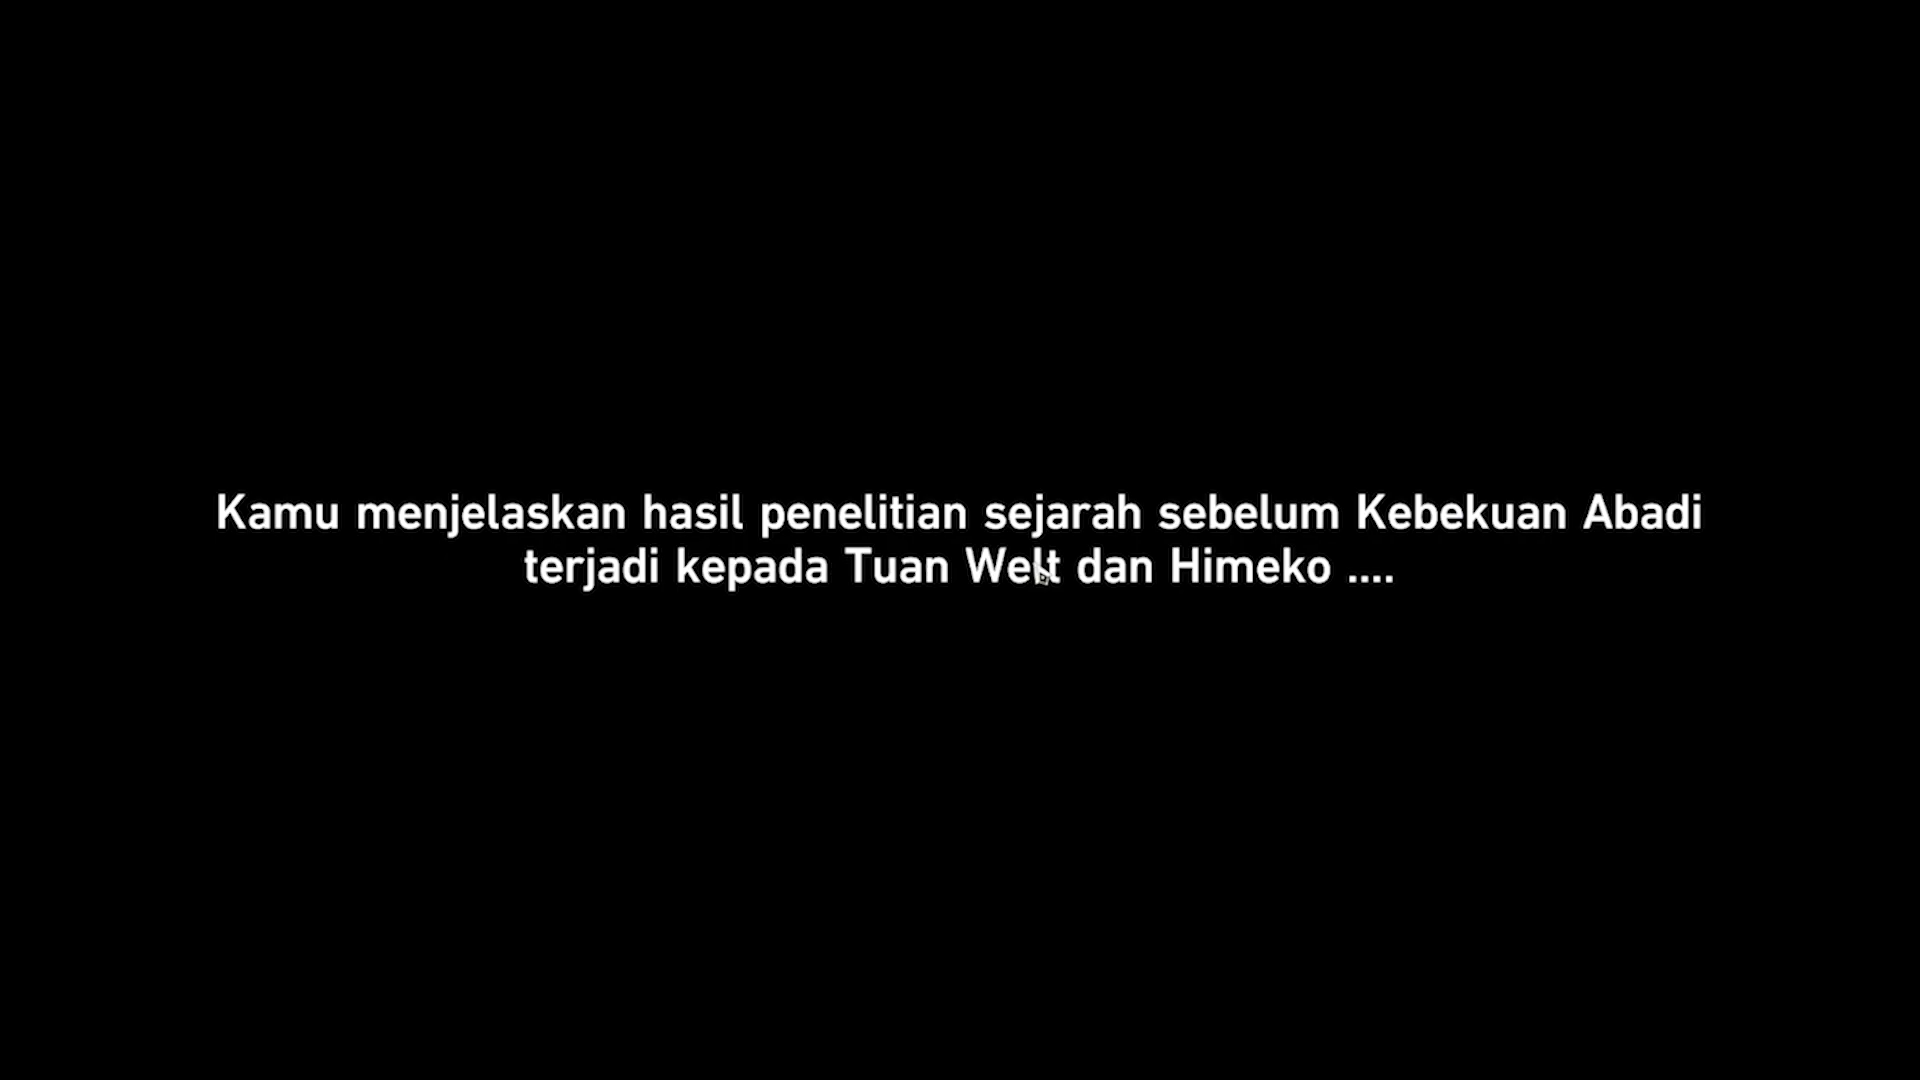 Kamu menjelaskan hasil penelitian sejarah sebelum Kebekuan Abadi
terjadi kepada Tuan Welt dan Himeko ....